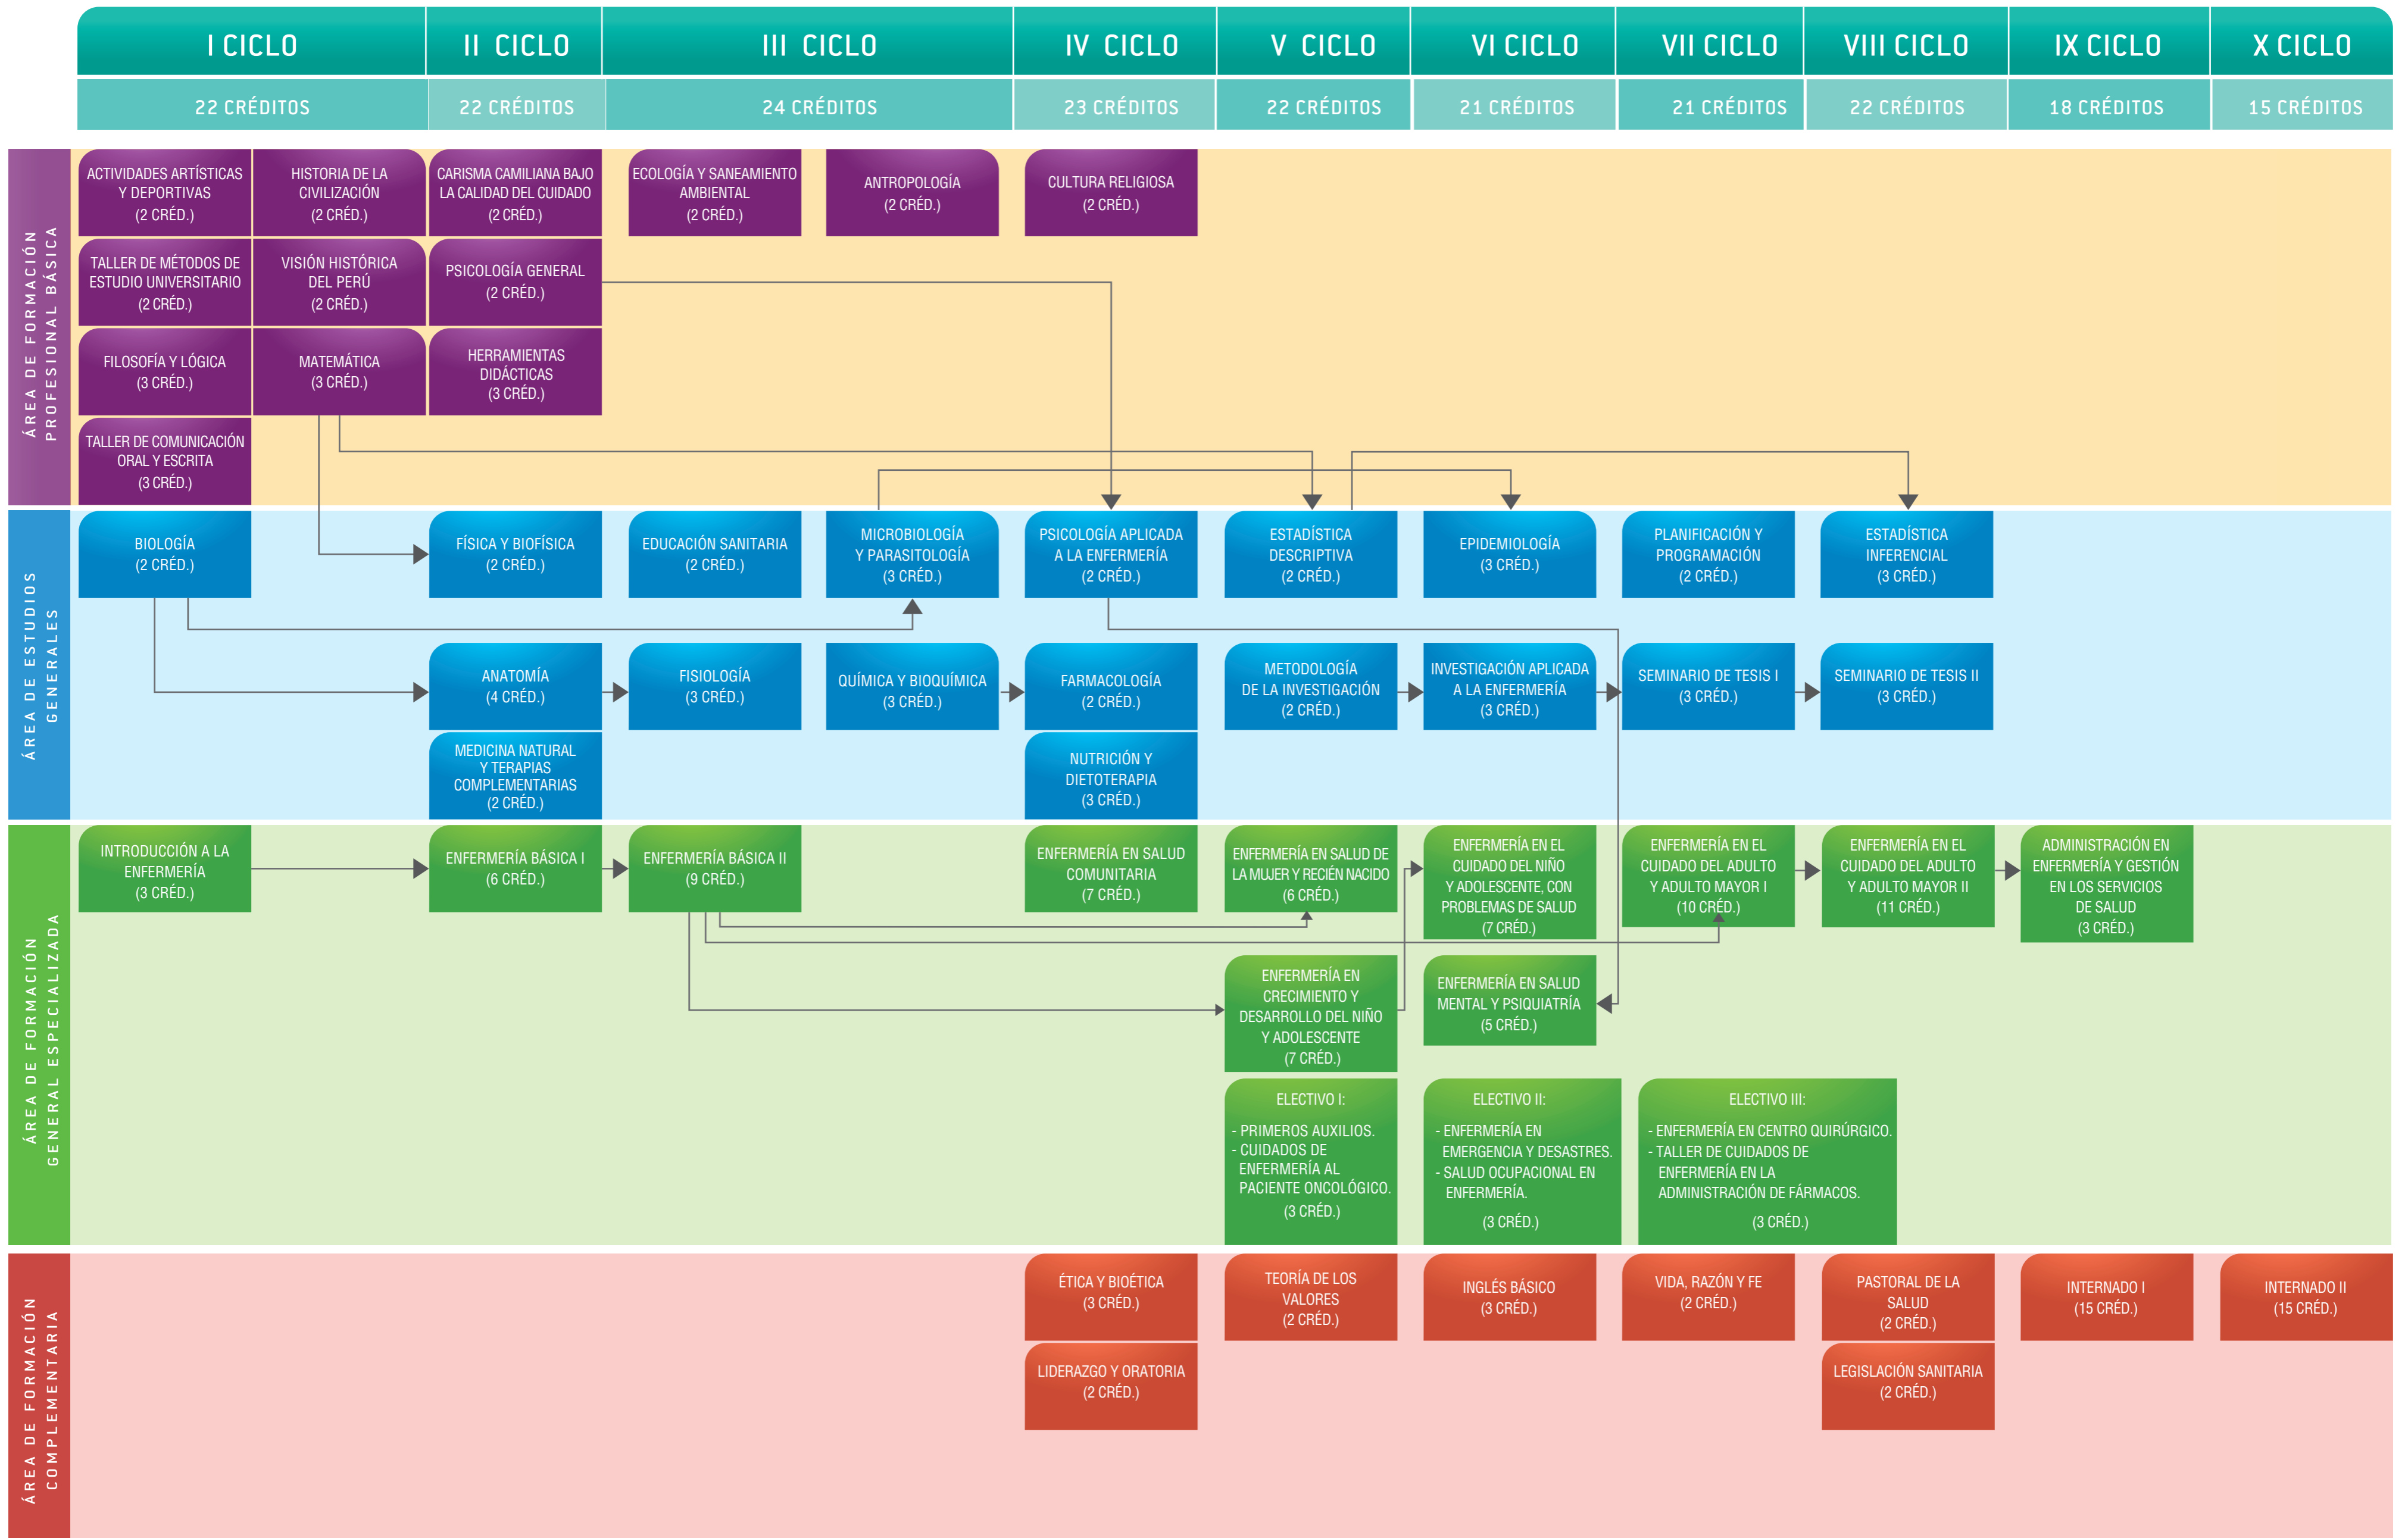 I CICLO
II CICLO
III CICLO
IV CICLO
V CICLO
VI CICLO
VII CICLO
VIII CICLO
IX CICLO
X CICLO
22 CRÉDITOS
22 CRÉDITOS
24 CRÉDITOS
23 CRÉDITOS
22 CRÉDITOS
21 CRÉDITOS
21 CRÉDITOS
22 CRÉDITOS
18 CRÉDITOS
15 CRÉDITOS
ÁREA DE FORMACIÓN
PROFESIONAL BÁSICA
ACTIVIDADES ARTÍSTICAS
Y DEPORTIVAS
(2 CRÉD.)
HISTORIA DE LA
CIVILIZACIÓN
(2 CRÉD.)
CARISMA CAMILIANA BAJO
LA CALIDAD DEL CUIDADO
(2 CRÉD.)
ECOLOGÍA Y SANEAMIENTO
AMBIENTAL
(2 CRÉD.)
ANTROPOLOGÍA
(2 CRÉD.)
CULTURA RELIGIOSA
(2 CRÉD.)
TALLER DE MÉTODOS DE
ESTUDIO UNIVERSITARIO
(2 CRÉD.)
VISIÓN HISTÓRICA
DEL PERÚ
(2 CRÉD.)
PSICOLOGÍA GENERAL
(2 CRÉD.)
FILOSOFÍA Y LÓGICA
(3 CRÉD.)
MATEMÁTICA
(3 CRÉD.)
HERRAMIENTAS
DIDÁCTICAS
(3 CRÉD.)
TALLER DE COMUNICACIÓN
ORAL Y ESCRITA
(3 CRÉD.)
ÁREA DE ESTUDIOS
GENERALES
BIOLOGÍA
(2 CRÉD.)
FÍSICA Y BIOFÍSICA
(2 CRÉD.)
EDUCACIÓN SANITARIA
(2 CRÉD.)
MICROBIOLOGÍA
Y PARASITOLOGÍA
(3 CRÉD.)
PSICOLOGÍA APLICADA
A LA ENFERMERÍA
(2 CRÉD.)
ESTADÍSTICA
DESCRIPTIVA
(2 CRÉD.)
EPIDEMIOLOGÍA
(3 CRÉD.)
PLANIFICACIÓN Y
PROGRAMACIÓN
(2 CRÉD.)
ESTADÍSTICA
INFERENCIAL
(3 CRÉD.)
ANATOMÍA
(4 CRÉD.)
FISIOLOGÍA
(3 CRÉD.)
QUÍMICA Y BIOQUÍMICA
(3 CRÉD.)
FARMACOLOGÍA
(2 CRÉD.)
METODOLOGÍA
DE LA INVESTIGACIÓN
(2 CRÉD.)
INVESTIGACIÓN APLICADA
A LA ENFERMERÍA
(3 CRÉD.)
SEMINARIO DE TESIS I
(3 CRÉD.)
SEMINARIO DE TESIS II
(3 CRÉD.)
MEDICINA NATURAL
Y TERAPIAS
COMPLEMENTARIAS
(2 CRÉD.)
NUTRICIÓN Y
DIETOTERAPIA
(3 CRÉD.)
ÁREA DE FORMACIÓN
GENERAL ESPECIALIZADA
INTRODUCCIÓN A LA
ENFERMERÍA
(3 CRÉD.)
ENFERMERÍA BÁSICA I
(6 CRÉD.)
ENFERMERÍA BÁSICA II
(9 CRÉD.)
ENFERMERÍA EN SALUD
COMUNITARIA
(7 CRÉD.)
ENFERMERÍA EN SALUD DE
LA MUJER Y RECIÉN NACIDO
(6 CRÉD.)
ENFERMERÍA EN EL
CUIDADO DEL NIÑO
Y ADOLESCENTE, CON
PROBLEMAS DE SALUD
(7 CRÉD.)
ENFERMERÍA EN EL
CUIDADO DEL ADULTO
Y ADULTO MAYOR I
(10 CRÉD.)
ENFERMERÍA EN EL
CUIDADO DEL ADULTO
Y ADULTO MAYOR II
(11 CRÉD.)
ADMINISTRACIÓN EN
ENFERMERÍA Y GESTIÓN
EN LOS SERVICIOS
DE SALUD
(3 CRÉD.)
ENFERMERÍA EN
CRECIMIENTO Y
DESARROLLO DEL NIÑO
Y ADOLESCENTE
(7 CRÉD.)
ENFERMERÍA EN SALUD
MENTAL Y PSIQUIATRÍA
(5 CRÉD.)
ELECTIVO I:
- PRIMEROS AUXILIOS.
- CUIDADOS DE
ENFERMERÍA AL
PACIENTE ONCOLÓGICO.
(3 CRÉD.)
ELECTIVO II:
- ENFERMERÍA EN
EMERGENCIA Y DESASTRES.
- SALUD OCUPACIONAL EN
ENFERMERÍA.
(3 CRÉD.)
ELECTIVO III:
- ENFERMERÍA EN CENTRO QUIRÚRGICO.
- TALLER DE CUIDADOS DE
ENFERMERÍA EN LA
ADMINISTRACIÓN DE FÁRMACOS.
(3 CRÉD.)
ÁREA DE FORMACIÓN
COMPLEMENTARIA
ÉTICA Y BIOÉTICA
(3 CRÉD.)
TEORÍA DE LOS
VALORES
(2 CRÉD.)
INGLÉS BÁSICO
(3 CRÉD.)
VIDA, RAZÓN Y FE
(2 CRÉD.)
PASTORAL DE LA
SALUD
(2 CRÉD.)
INTERNADO I
(15 CRÉD.)
INTERNADO II
(15 CRÉD.)
LIDERAZGO Y ORATORIA
(2 CRÉD.)
LEGISLACIÓN SANITARIA
(2 CRÉD.)